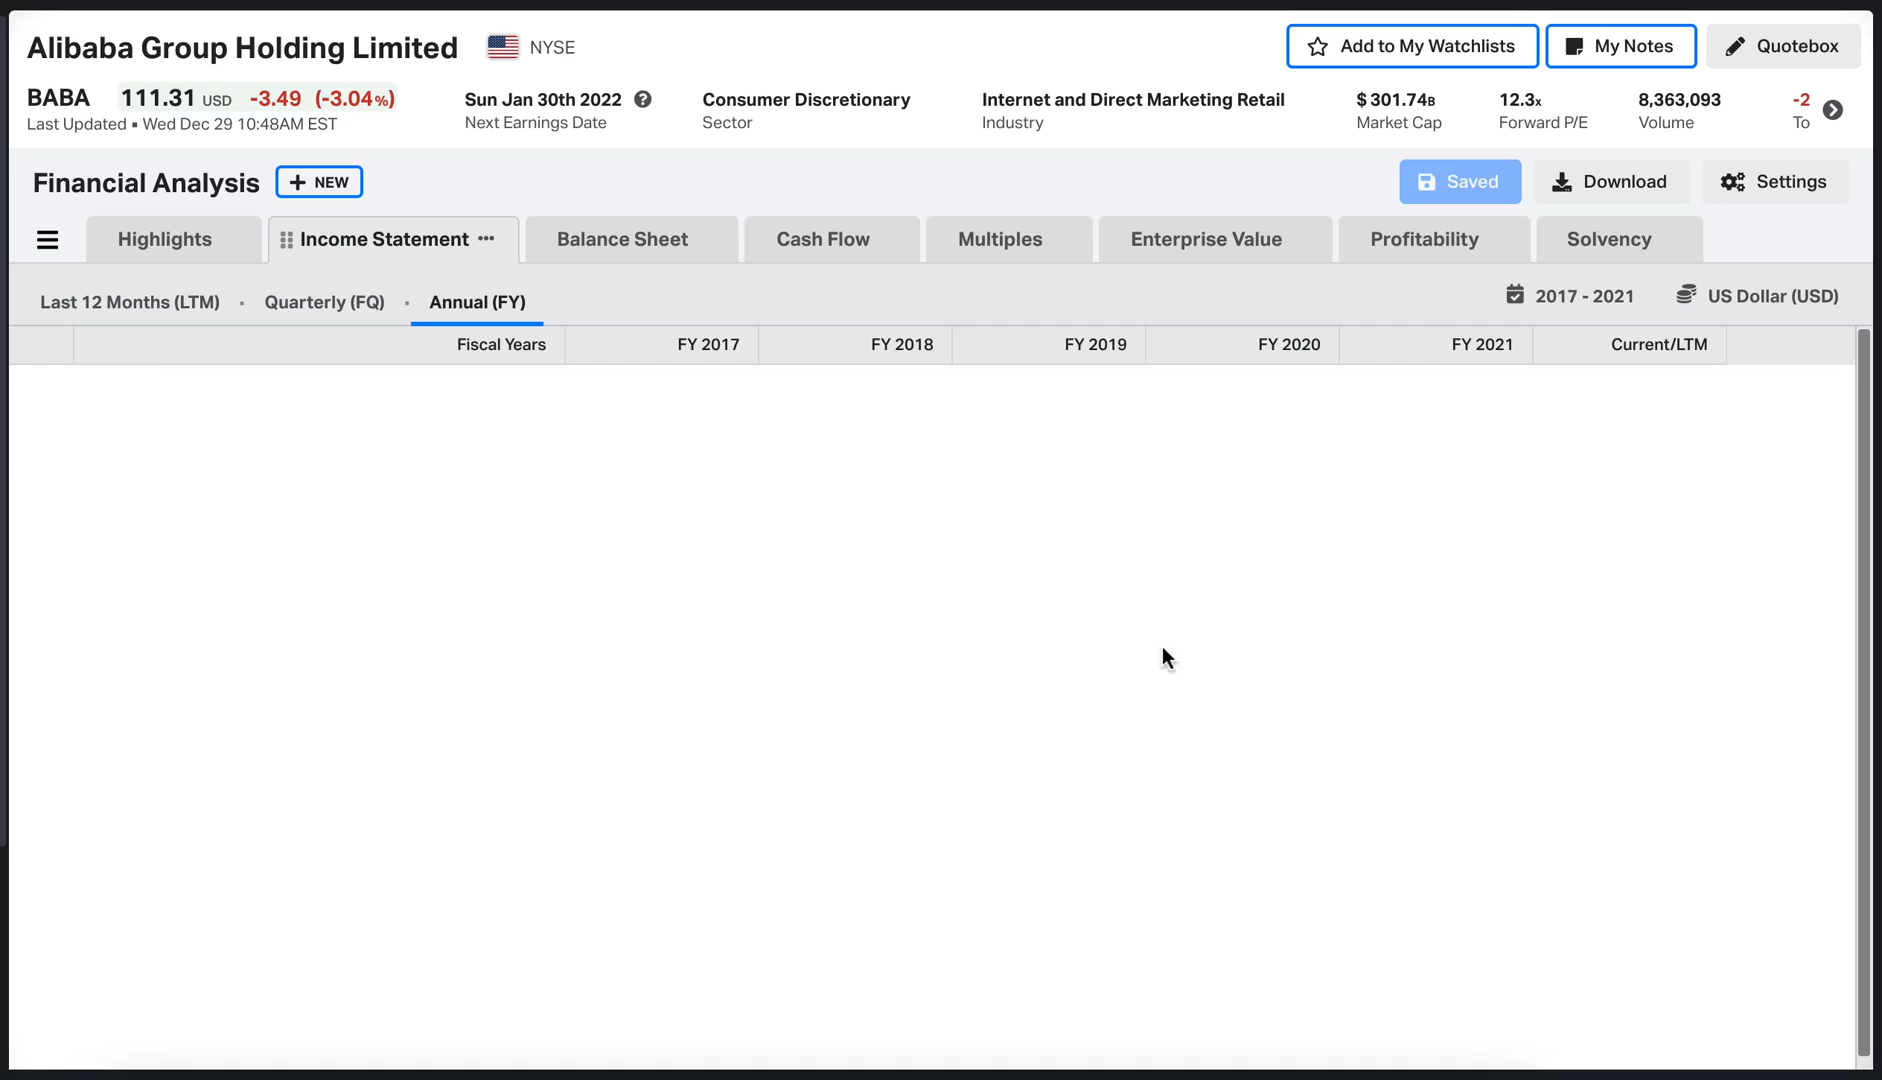 Alibaba Group Holding Limited NYSE
Add to My Watchlists My Notes Quotebox
BABA 111.31 USD -3.49 (-3.04%)
Last Updated ▪ Wed Dec 29 10:48AM EST
Sun Jan 30th 2022
Next Earnings Date
Consumer Discretionary
Sector
Internet and Direct Marketing Retail
Industry
$301.74B
Market Cap
12.3x
Forward P/E
8,363,093
Volume
-2
To
Financial Analysis + NEW
Saved Download Settings
Highlights Income Statement ••• Balance Sheet Cash Flow Multiples Enterprise Value Profitability Solvency
Last 12 Months (LTM) • Quarterly (FQ) • Annual (FY)
2017 - 2021 US Dollar (USD)
Fiscal Years FY 2017 FY 2018 FY 2019 FY 2020 FY 2021 Current/LTM